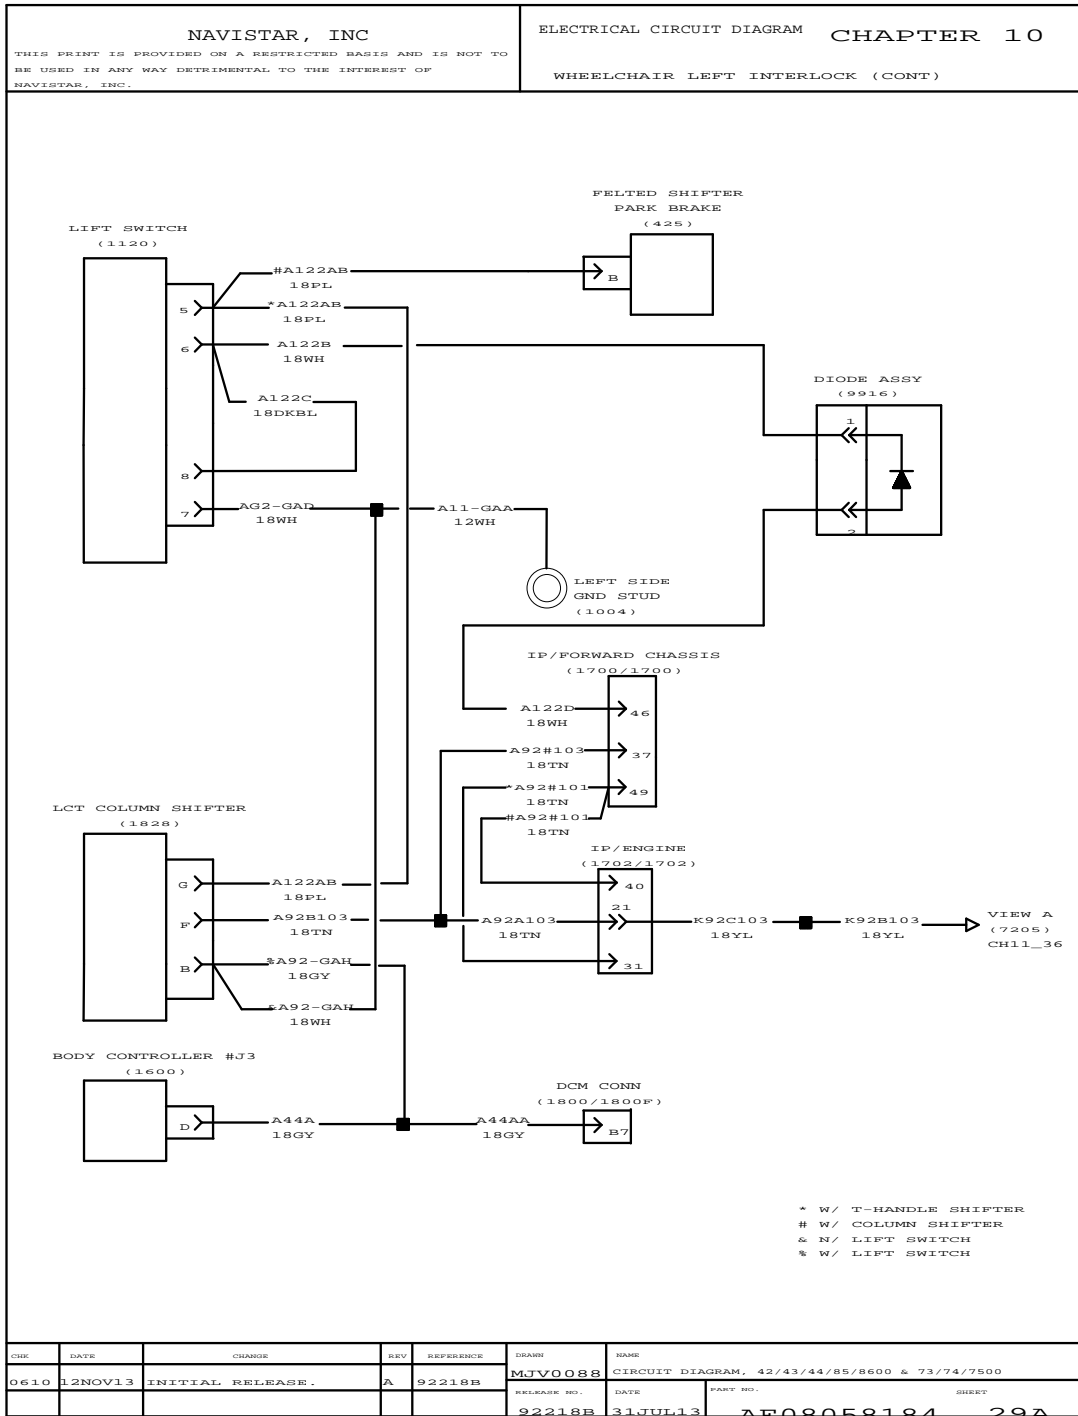 NAVISTAR, INC
THIS PRINT IS PROVIDED ON A RESTRICTED BASIS AND IS NOT TO
BE USED IN ANY WAY DETRIMENTAL TO THE INTEREST OF
NAVISTAR, INC.
ELECTRICAL CIRCUIT DIAGRAM
CHAPTER 10
WHEELCHAIR LEFT INTERLOCK (CONT)
FELTED SHIFTER
PARK BRAKE
(425)
B
LIFT SWITCH
(1120)
#A122AB
18PL
5
*A122AB
18PL
6
A122B
18WH
A122C
18DKBL
8
7
AG2-GAD
18WH
A11-GAA
12WH
DIODE ASSY
(9916)
1
2
LEFT SIDE
GND STUD
(1004)
IP/FORWARD CHASSIS
(1700/1700)
A122D
18WH
46
A92#103
18TN
37
*A92#101
18TN
49
#A92#101
18TN
IP/ENGINE
(1702/1702)
40
21
31
LCT COLUMN SHIFTER
(1828)
G
A122AB
18PL
F
A92B103
18TN
A92A103
18TN
K92C103
18YL
K92B103
18YL
VIEW A
(7205)
CH11_36
B
%A92-GAH
18GY
&A92-GAH
18WH
BODY CONTROLLER #J3
(1600)
D
A44A
18GY
A44AA
18GY
DCM CONN
(1800/1800F)
B7
* W/ T-HANDLE SHIFTER
# W/ COLUMN SHIFTER
& N/ LIFT SWITCH
% W/ LIFT SWITCH
CHK DATE CHANGE REV REFERENCE
0610 12NOV13 INITIAL RELEASE. A 92218B
DRAWN
MJV0088
NAME
CIRCUIT DIAGRAM, 42/43/44/85/8600 & 73/74/7500
RELEASE NO.
92218B
DATE
31JUL13
PART NO.
AE08058184
SHEET
29A